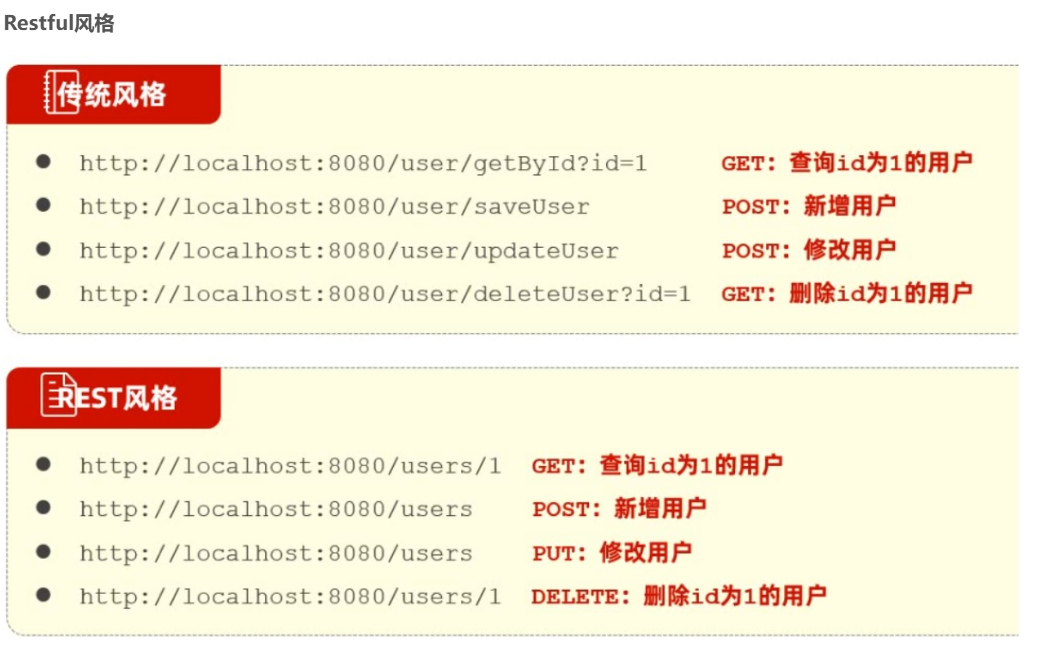 Restful风格
传统风格
http://localhost:8080/user/getById?id=1 GET：查询id为1的用户
http://localhost:8080/user/saveUser POST：新增用户
http://localhost:8080/user/updateUser POST：修改用户
http://localhost:8080/user/deleteUser?id=1 GET：删除id为1的用户
REST风格
http://localhost:8080/users/1 GET：查询id为1的用户
http://localhost:8080/users POST：新增用户
http://localhost:8080/users PUT：修改用户
http://localhost:8080/users/1 DELETE：删除id为1的用户